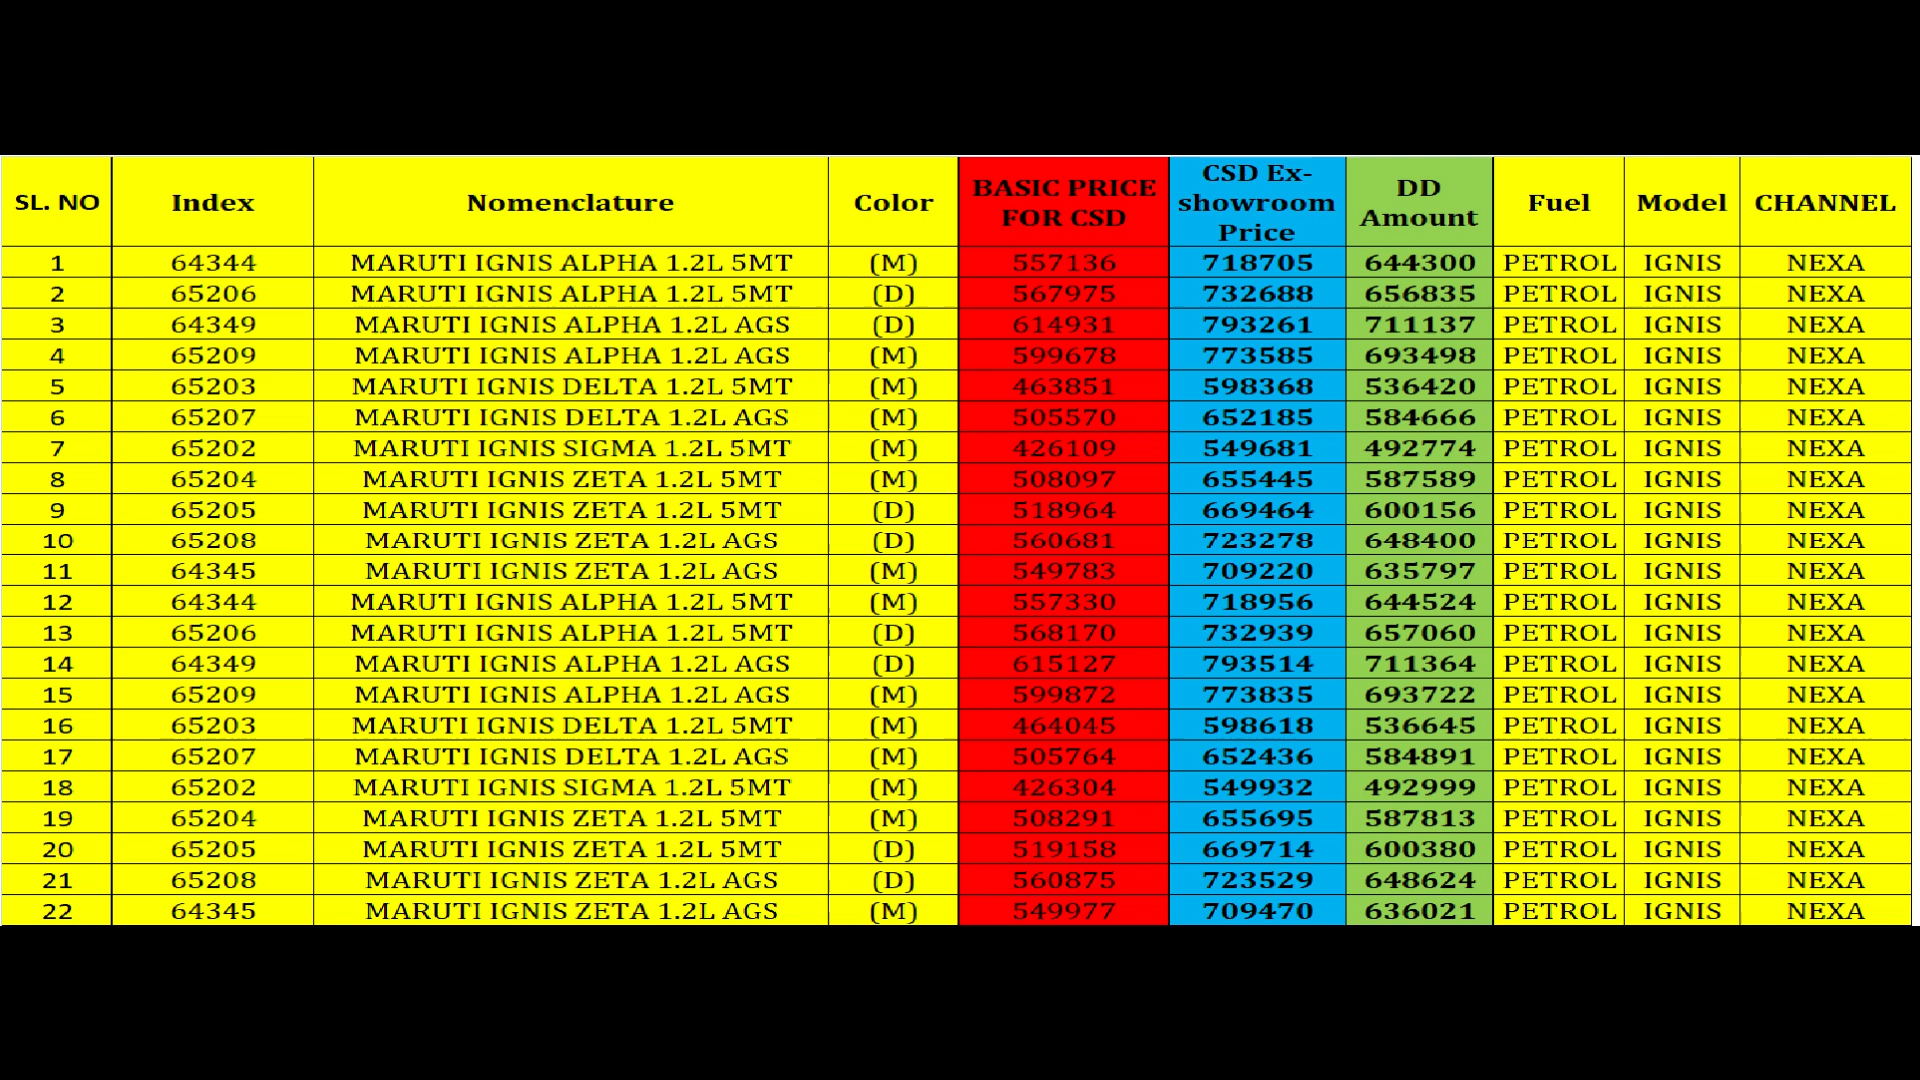 SL. NO Index Nomenclature Color BASIC PRICE FOR CSD CSD Ex-showroom Price DD Amount Fuel Model CHANNEL
1 64344 MARUTI IGNIS ALPHA 1.2L 5MT (M) 557136 718705 644300 PETROL IGNIS NEXA
2 65206 MARUTI IGNIS ALPHA 1.2L 5MT (D) 567975 732688 656835 PETROL IGNIS NEXA
3 64349 MARUTI IGNIS ALPHA 1.2L AGS (D) 614931 793261 711137 PETROL IGNIS NEXA
4 65209 MARUTI IGNIS ALPHA 1.2L AGS (M) 599678 773585 693498 PETROL IGNIS NEXA
5 65203 MARUTI IGNIS DELTA 1.2L 5MT (M) 463851 598368 536420 PETROL IGNIS NEXA
6 65207 MARUTI IGNIS DELTA 1.2L AGS (M) 505570 652185 584666 PETROL IGNIS NEXA
7 65202 MARUTI IGNIS SIGMA 1.2L 5MT (M) 426109 549681 492774 PETROL IGNIS NEXA
8 65204 MARUTI IGNIS ZETA 1.2L 5MT (M) 508097 655445 587589 PETROL IGNIS NEXA
9 65205 MARUTI IGNIS ZETA 1.2L 5MT (D) 518964 669464 600156 PETROL IGNIS NEXA
10 65208 MARUTI IGNIS ZETA 1.2L AGS (D) 560681 723278 648400 PETROL IGNIS NEXA
11 64345 MARUTI IGNIS ZETA 1.2L AGS (M) 549783 709220 635797 PETROL IGNIS NEXA
12 64344 MARUTI IGNIS ALPHA 1.2L 5MT (M) 557330 718956 644524 PETROL IGNIS NEXA
13 65206 MARUTI IGNIS ALPHA 1.2L 5MT (D) 568170 732939 657060 PETROL IGNIS NEXA
14 64349 MARUTI IGNIS ALPHA 1.2L AGS (D) 615127 793514 711364 PETROL IGNIS NEXA
15 65209 MARUTI IGNIS ALPHA 1.2L AGS (M) 599872 773835 693722 PETROL IGNIS NEXA
16 65203 MARUTI IGNIS DELTA 1.2L 5MT (M) 464045 598618 536645 PETROL IGNIS NEXA
17 65207 MARUTI IGNIS DELTA 1.2L AGS (M) 505764 652436 584891 PETROL IGNIS NEXA
18 65202 MARUTI IGNIS SIGMA 1.2L 5MT (M) 426304 549932 492999 PETROL IGNIS NEXA
19 65204 MARUTI IGNIS ZETA 1.2L 5MT (M) 508291 655695 587813 PETROL IGNIS NEXA
20 65205 MARUTI IGNIS ZETA 1.2L 5MT (D) 519158 669714 600380 PETROL IGNIS NEXA
21 65208 MARUTI IGNIS ZETA 1.2L AGS (D) 560875 723529 648624 PETROL IGNIS NEXA
22 64345 MARUTI IGNIS ZETA 1.2L AGS (M) 549977 709470 636021 PETROL IGNIS NEXA